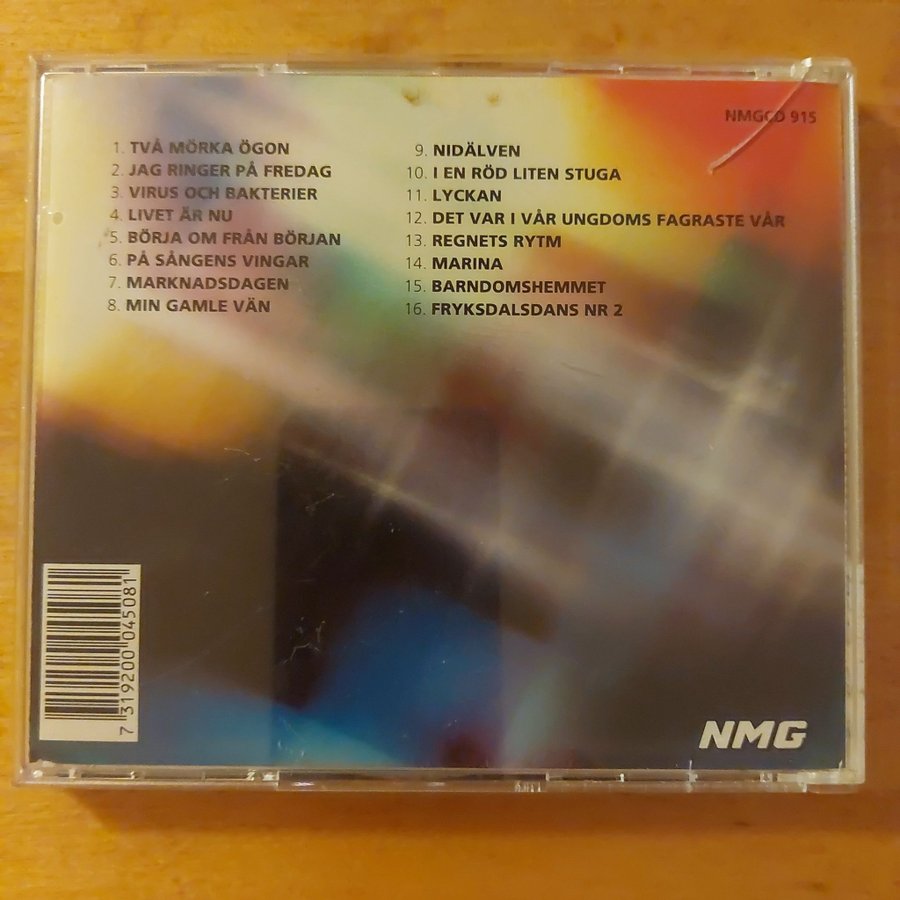 NMGCD 915
1. TVÅ MÖRKA ÖGON
2. JAG RINGER PÅ FREDAG
3. VIRUS OCH BAKTERIER
4. LIVET ÄR NU
5. BÖRJA OM FRÅN BÖRJAN
6. PÅ SÅNGENS VINGAR
7. MARKNADSDAGEN
8. MIN GAMLE VÄN
9. NIDÄLVEN
10. I EN RÖD LITEN STUGA
11. LYCKAN
12. DET VAR I VÅR UNGDOMS FAGRASTE VÅR
13. REGNETS RYTM
14. MARINA
15. BARNDOMSHEMMET
16. FRYKSDALSDANS NR 2
7 319200 045081
NMG